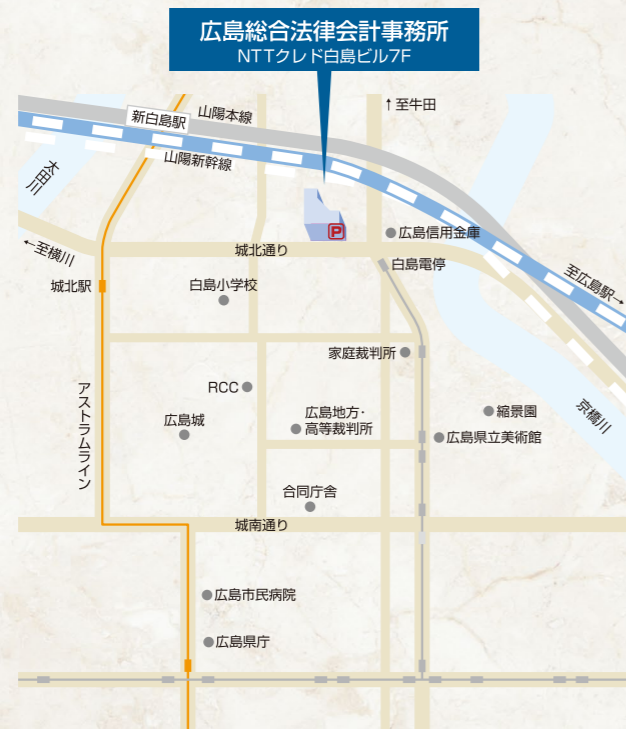 広島総合法律会計事務所
NTTクレド白島ビル7F
↑至牛田
新白島駅
山陽本線
山陽新幹線
太田川
P
広島信用金庫
←至横川
城北通り
白島電停
至広島駅→
城北駅
白島小学校
家庭裁判所
アストラムライン
RCC
広島城
広島地方・
高等裁判所
縮景園
京橋川
広島県立美術館
合同庁舎
城南通り
広島市民病院
広島県庁